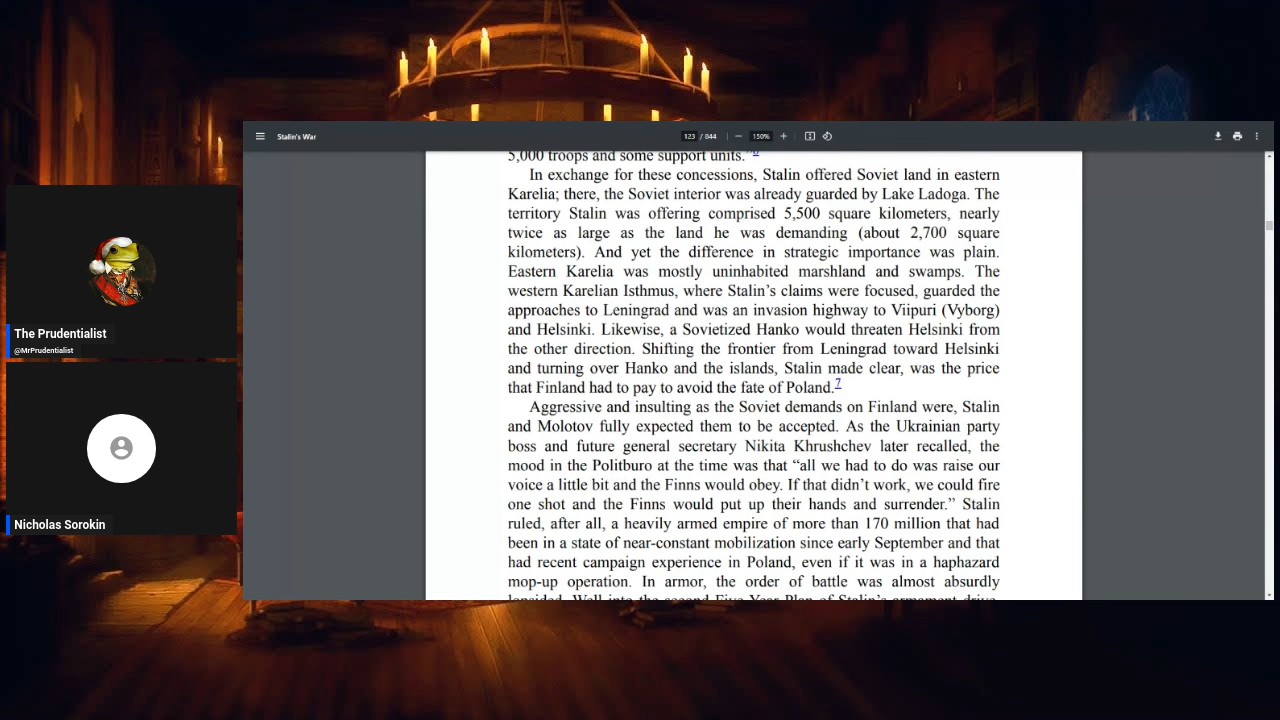 Stalin's War
123 / 844
150%
5,000 troops and some support units."6
In exchange for these concessions, Stalin offered Soviet land in eastern
Karelia; there, the Soviet interior was already guarded by Lake Ladoga. The
territory Stalin was offering comprised 5,500 square kilometers, nearly
twice as large as the land he was demanding (about 2,700 square
kilometers). And yet the difference in strategic importance was plain.
Eastern Karelia was mostly uninhabited marshland and swamps. The
western Karelian Isthmus, where Stalin's claims were focused, guarded the
approaches to Leningrad and was an invasion highway to Viipuri (Vyborg)
and Helsinki. Likewise, a Sovietized Hanko would threaten Helsinki from
the other direction. Shifting the frontier from Leningrad toward Helsinki
and turning over Hanko and the islands, Stalin made clear, was the price
that Finland had to pay to avoid the fate of Poland.7
Aggressive and insulting as the Soviet demands on Finland were, Stalin
and Molotov fully expected them to be accepted. As the Ukrainian party
boss and future general secretary Nikita Khrushchev later recalled, the
mood in the Politburo at the time was that “all we had to do was raise our
voice a little bit and the Finns would obey. If that didn't work, we could fire
one shot and the Finns would put up their hands and surrender.” Stalin
ruled, after all, a heavily armed empire of more than 170 million that had
been in a state of near-constant mobilization since early September and that
had recent campaign experience in Poland, even if it was in a haphazard
mop-up operation. In armor, the order of battle was almost absurdly
lopsided. Well into the second Five-Year Plan of Stalin's armament drive,
The Prudentialist
@MrPrudentialist
Nicholas Sorokin